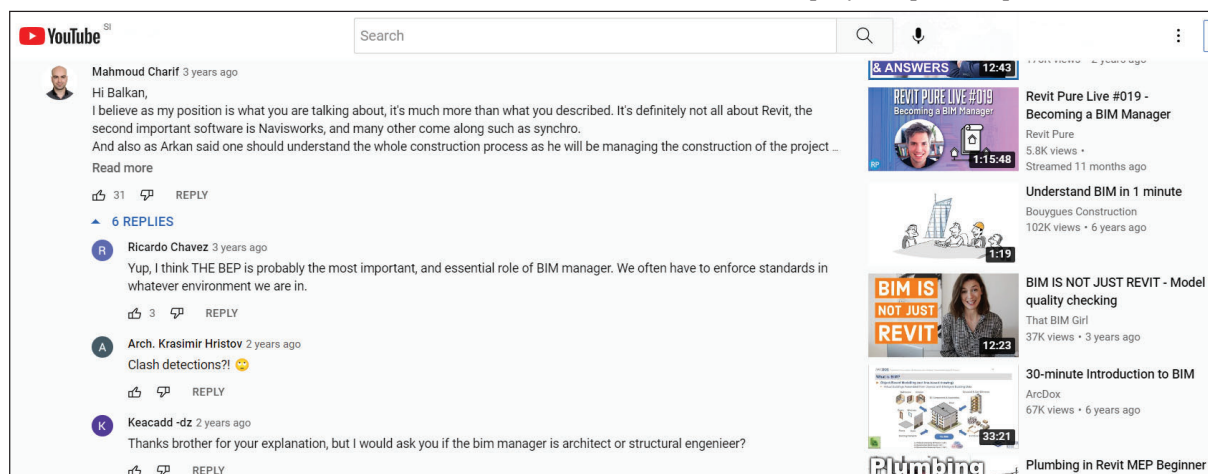 YouTube SI
Search
Mahmoud Charif 3 years ago
Hi Balkan,
I believe as my position is what you are talking about, it's much more than what you described. It's definitely not all about Revit, the
second important software is Navisworks, and many other come along such as synchro.
And also as Arkan said one should understand the whole construction process as he will be managing the construction of the project ...
Read more
31 REPLY
6 REPLIES
R
Ricardo Chavez 3 years ago
Yup, I think THE BEP is probably the most important, and essential role of BIM manager. We often have to enforce standards in
whatever environment we are in.
3 REPLY
A
Arch. Krasimir Hristov 2 years ago
Clash detections?! 🙄
REPLY
K
Keacadd -dz 2 years ago
Thanks brother for your explanation, but I would ask you if the bim manager is architect or structural engenieer?
REPLY
& ANSWERS
12:43
REVIT PURE LIVE #019
Becoming a BIM Manager
RP
1:15:48
Revit Pure Live #019 -
Becoming a BIM Manager
Revit Pure
5.8K views •
Streamed 11 months ago
1:19
Understand BIM in 1 minute
Bouygues Construction
102K views • 6 years ago
BIM IS
NOT JUST
REVIT
12:23
BIM IS NOT JUST REVIT - Model
quality checking
That BIM Girl
37K views • 3 years ago
What is BIM?
33:21
30-minute Introduction to BIM
ArcDox
67K views • 6 years ago
Plumbing
Plumbing in Revit MEP Beginner